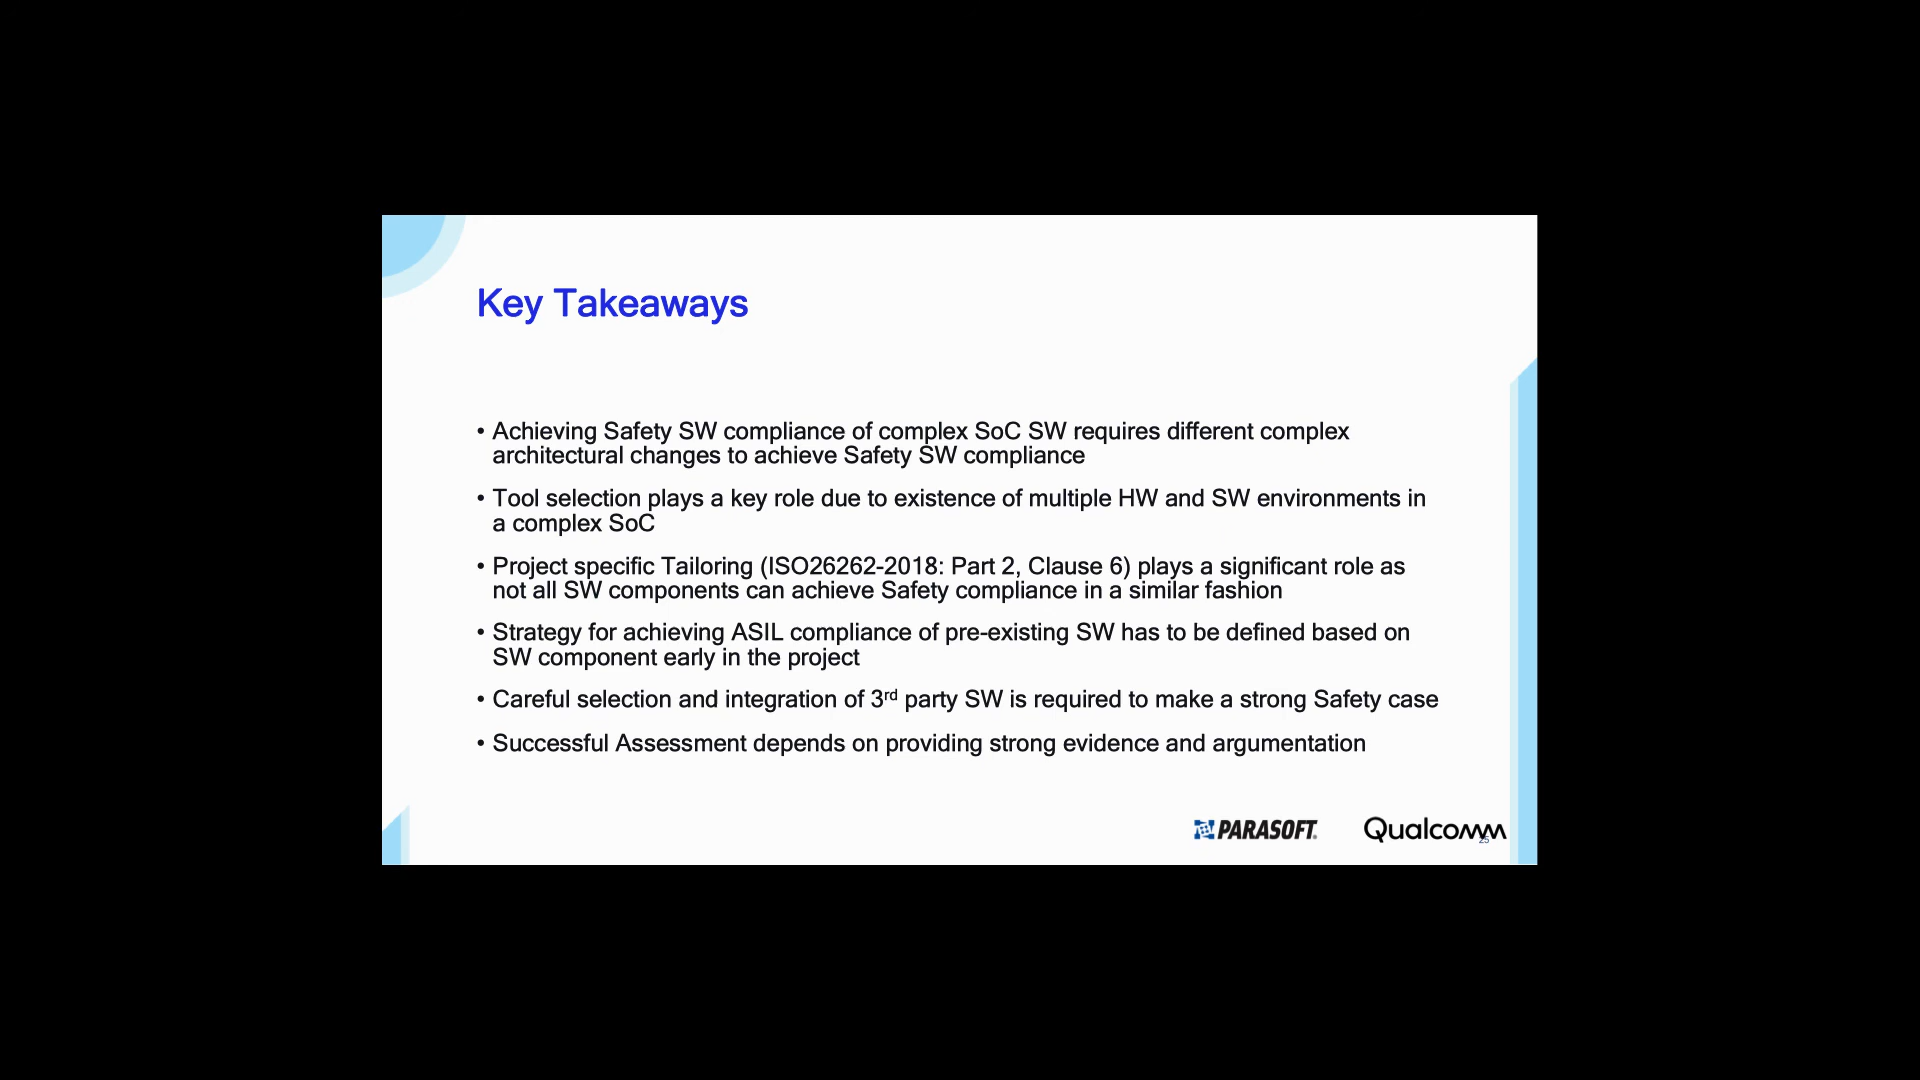 Key Takeaways
• Achieving Safety SW compliance of complex SoC SW requires different complex
architectural changes to achieve Safety SW compliance
• Tool selection plays a key role due to existence of multiple HW and SW environments in
a complex SoC
• Project specific Tailoring (ISO26262-2018: Part 2, Clause 6) plays a significant role as
not all SW components can achieve Safety compliance in a similar fashion
• Strategy for achieving ASIL compliance of pre-existing SW has to be defined based on
SW component early in the project
• Careful selection and integration of 3rd party SW is required to make a strong Safety case
• Successful Assessment depends on providing strong evidence and argumentation
PARASOFT. Qualcomm
25